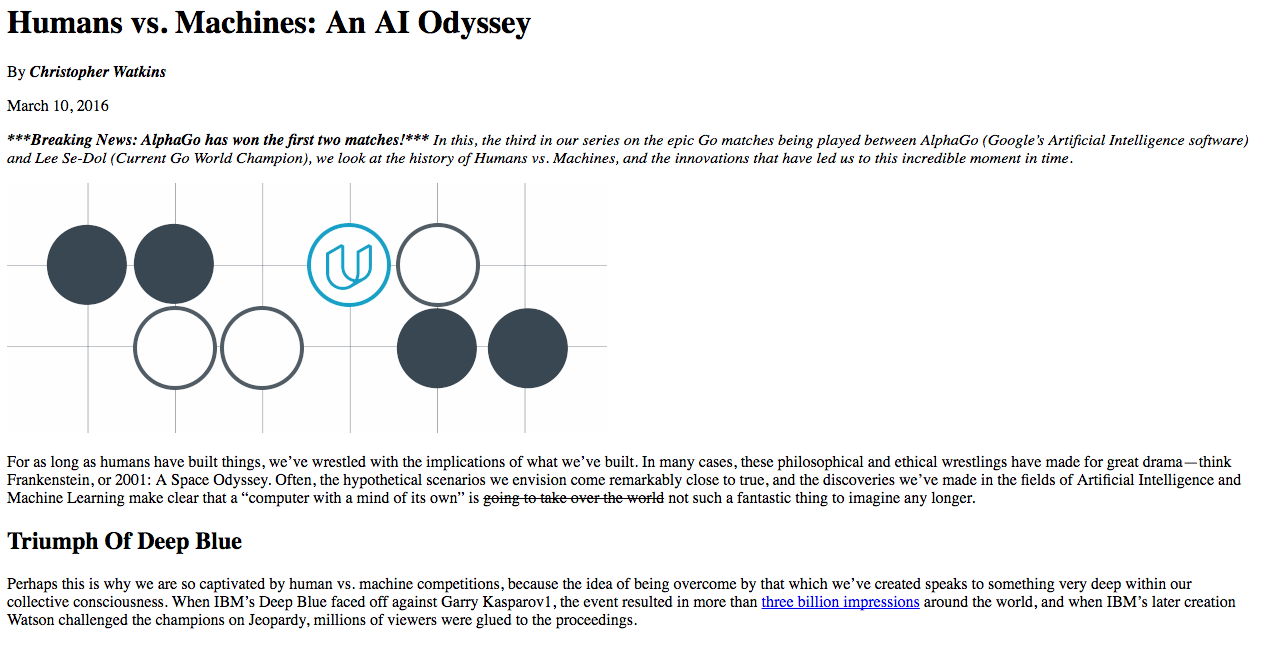 Humans vs. Machines: An AI Odyssey
By Christopher Watkins
March 10, 2016
***Breaking News: AlphaGo has won the first two matches!*** In this, the third in our series on the epic Go matches being played between AlphaGo (Google’s Artificial Intelligence software)
and Lee Se-Dol (Current Go World Champion), we look at the history of Humans vs. Machines, and the innovations that have led us to this incredible moment in time.
For as long as humans have built things, we’ve wrestled with the implications of what we’ve built. In many cases, these philosophical and ethical wrestlings have made for great drama—think
Frankenstein, or 2001: A Space Odyssey. Often, the hypothetical scenarios we envision come remarkably close to true, and the discoveries we’ve made in the fields of Artificial Intelligence and
Machine Learning make clear that a “computer with a mind of its own” is going to take over the world not such a fantastic thing to imagine any longer.
Triumph Of Deep Blue
Perhaps this is why we are so captivated by human vs. machine competitions, because the idea of being overcome by that which we’ve created speaks to something very deep within our
collective consciousness. When IBM’s Deep Blue faced off against Garry Kasparov1, the event resulted in more than three billion impressions around the world, and when IBM’s later creation
Watson challenged the champions on Jeopardy, millions of viewers were glued to the proceedings.